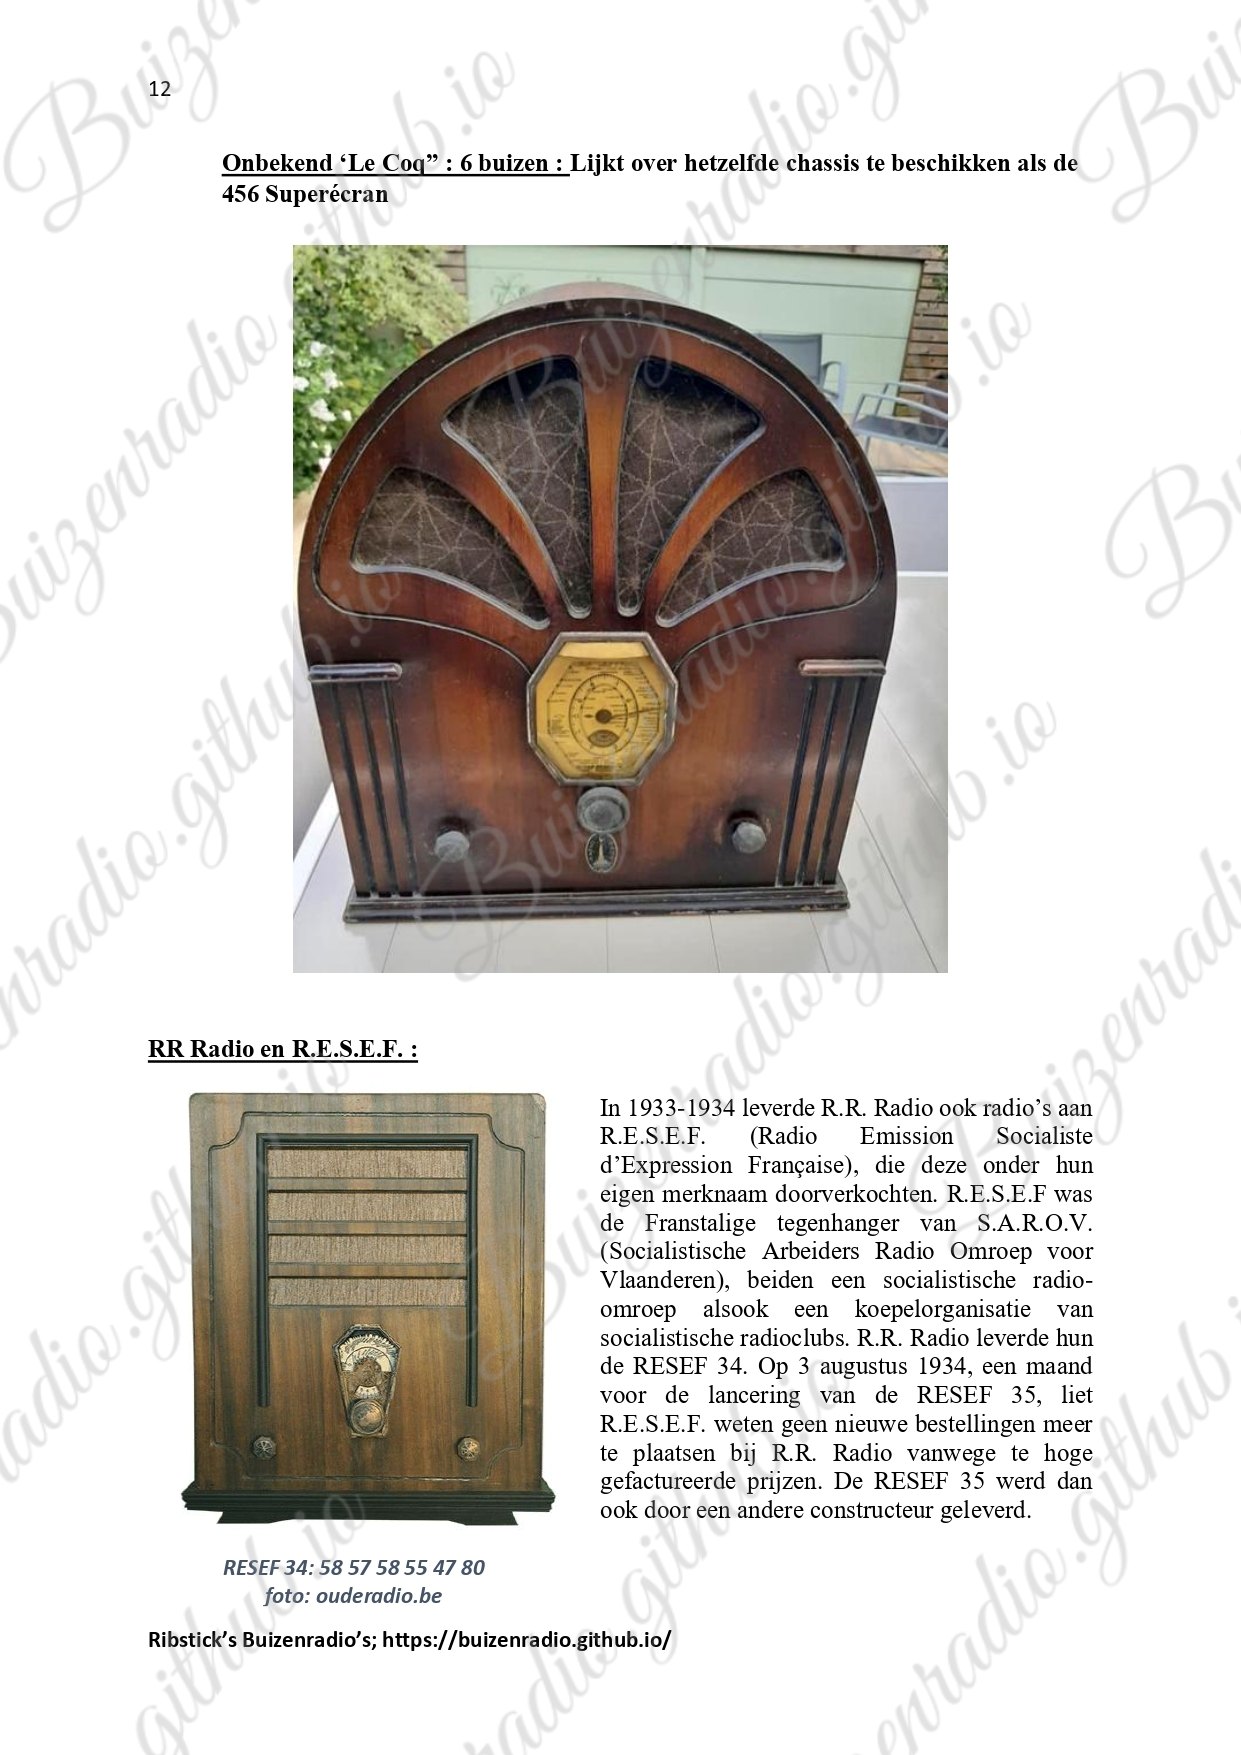 12
Onbekend ‘Le Coq” : 6 buizen : Lijkt over hetzelfde chassis te beschikken als de
456 Superécran
RR Radio en R.E.S.E.F. :
In 1933-1934 leverde R.R. Radio ook radio’s aan
R.E.S.E.F. (Radio Emission Socialiste
d’Expression Française), die deze onder hun
eigen merknaam doorverkochten. R.E.S.E.F was
de Franstalige tegenhanger van S.A.R.O.V.
(Socialistische Arbeiders Radio Omroep voor
Vlaanderen), beiden een socialistische radio-
omroep alsook een koepelorganisatie van
socialistische radioclubs. R.R. Radio leverde hun
de RESEF 34. Op 3 augustus 1934, een maand
voor de lancering van de RESEF 35, liet
R.E.S.E.F. weten geen nieuwe bestellingen meer
te plaatsen bij R.R. Radio vanwege te hoge
gefactureerde prijzen. De RESEF 35 werd dan
ook door een andere constructeur geleverd.
RESEF 34: 58 57 58 55 47 80
foto: ouderadio.be
Ribstick’s Buizenradio’s; https://buizenradio.github.io/
Buizenradio.github.io